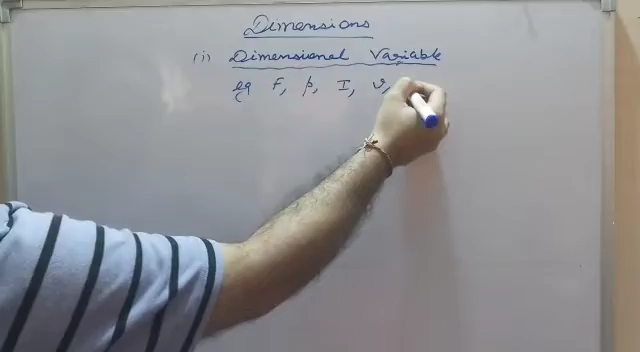 Dimensions
(i) Dimensional Variable
eg F, p, I, v,